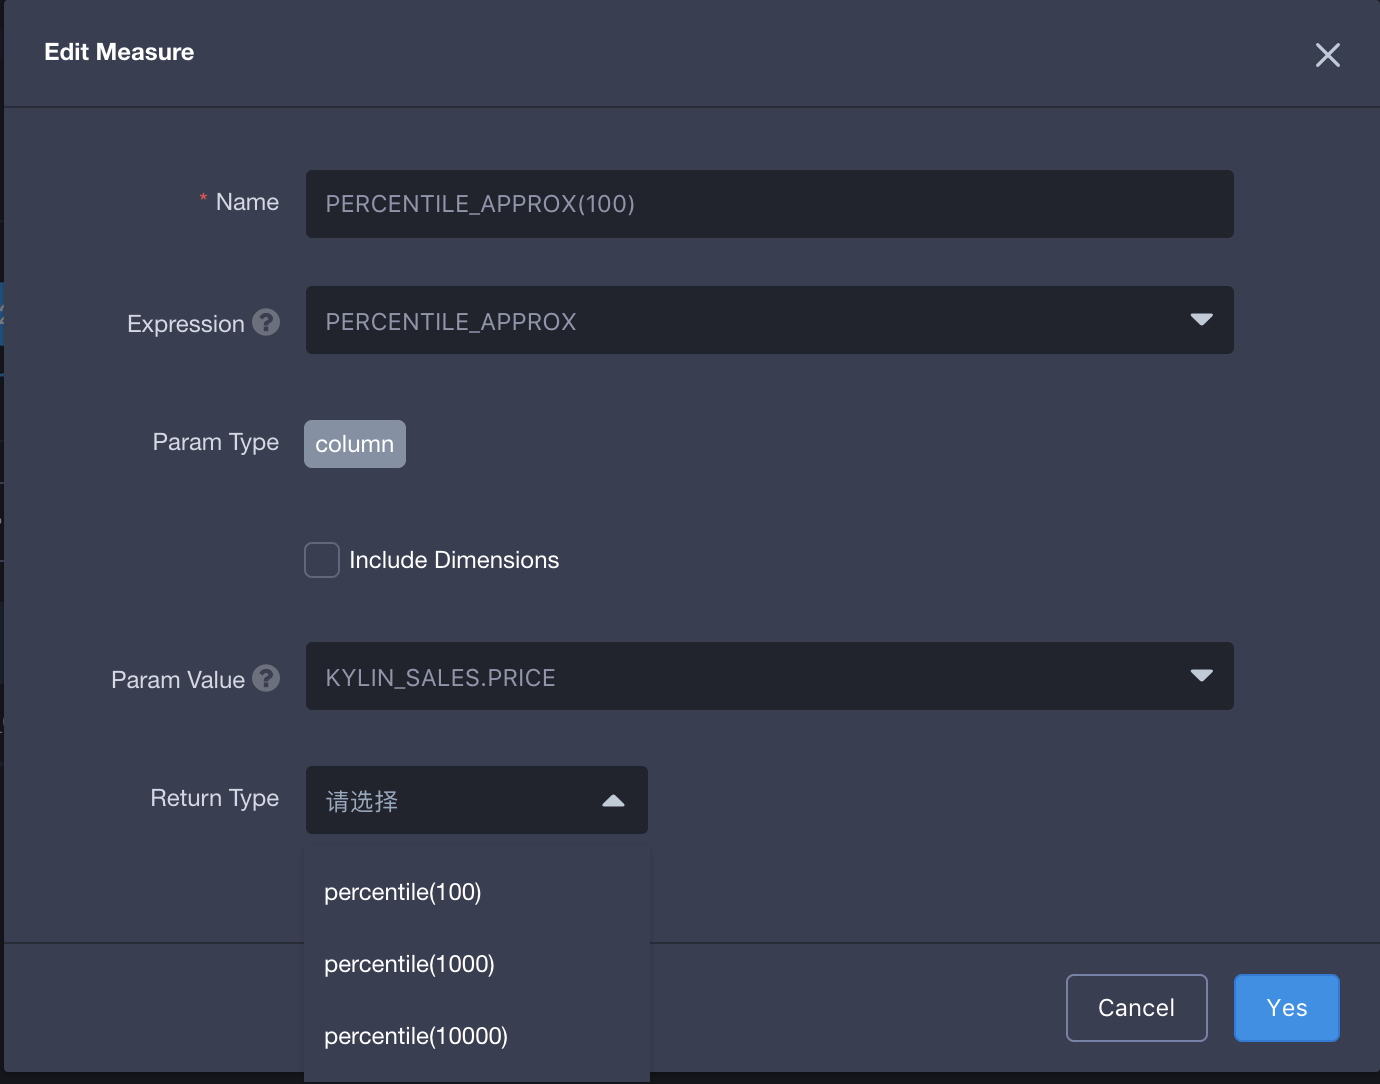 Edit Measure
* Name
PERCENTILE_APPROX(100)
Expression ?
PERCENTILE_APPROX
Param Type
column
Include Dimensions
Param Value ?
KYLIN_SALES.PRICE
Return Type
请选择
percentile(100)
percentile(1000)
percentile(10000)
Cancel
Yes